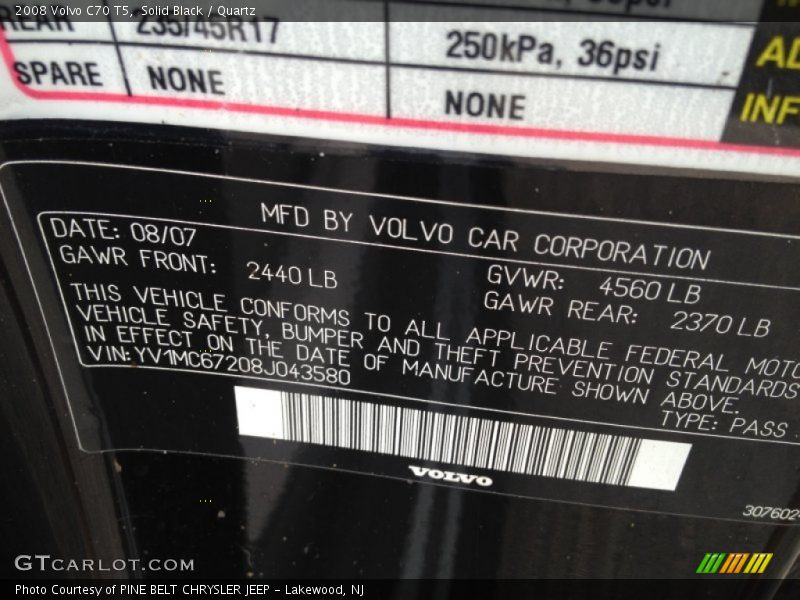 2008 Volvo C70 T5, Solid Black / Quartz
REAR 235/45R17 250kPa, 36psi
SPARE NONE NONE
MFD BY VOLVO CAR CORPORATION
DATE: 08/07
GAWR FRONT: 2440 LB
GVWR: 4560 LB
GAWR REAR: 2370 LB
THIS VEHICLE CONFORMS TO ALL APPLICABLE FEDERAL MOTO
VEHICLE SAFETY, BUMPER AND THEFT PREVENTION STANDARDS
IN EFFECT ON THE DATE OF MANUFACTURE SHOWN ABOVE.
VIN: YV1MC67208J043580
TYPE: PASS
VOLVO
GTCARLOT.COM
Photo Courtesy of PINE BELT CHRYSLER JEEP - Lakewood, NJ